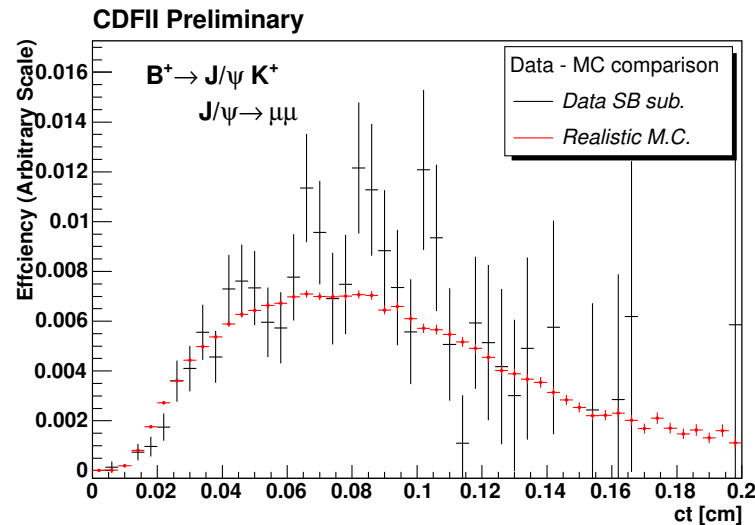 CDFII Preliminary
Effciency (Arbitrary Scale)
0.016
0.014
0.012
0.01
0.008
0.006
0.004
0.002
0
B⁺→ J/ψ K⁺
J/ψ→ μμ
Data - MC comparison
Data SB sub.
Realistic M.C.
0 0.02 0.04 0.06 0.08 0.1 0.12 0.14 0.16 0.18 0.2
ct [cm]